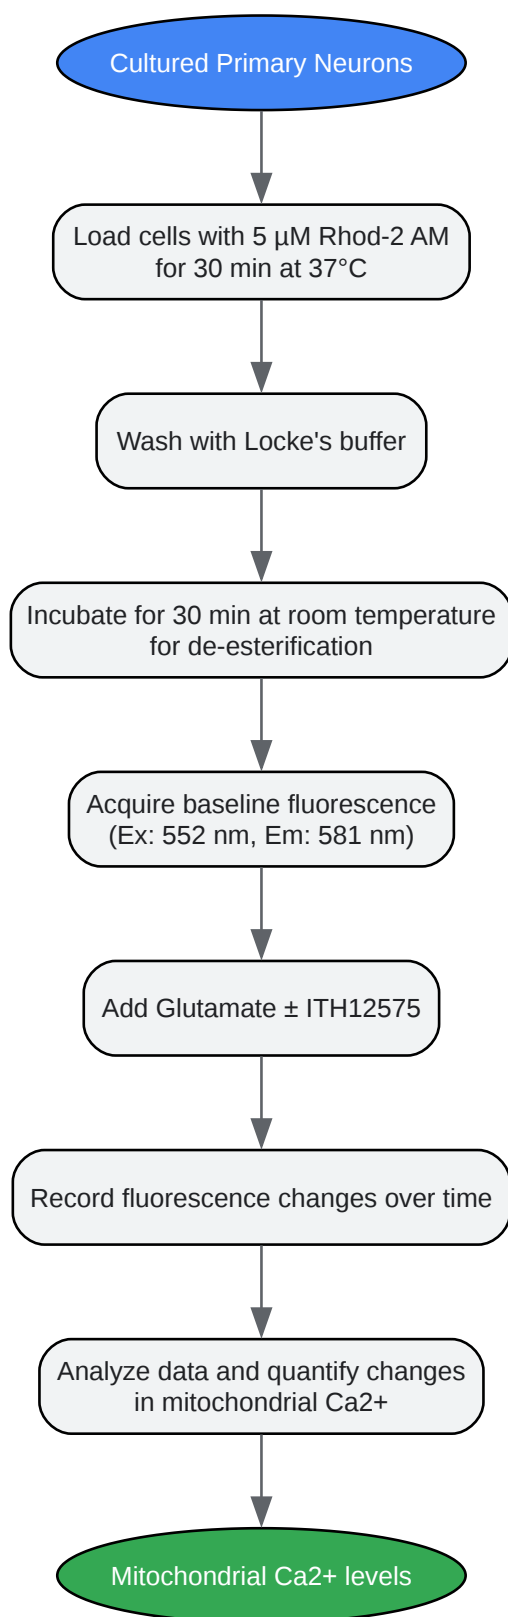 Cultured Primary Neurons
Load cells with 5 µM Rhod-2 AM
for 30 min at 37°C
Wash with Locke's buffer
Incubate for 30 min at room temperature
for de-esterification
Acquire baseline fluorescence
(Ex: 552 nm, Em: 581 nm)
Add Glutamate ± ITH12575
Record fluorescence changes over time
Analyze data and quantify changes
in mitochondrial Ca2+
Mitochondrial Ca2+ levels